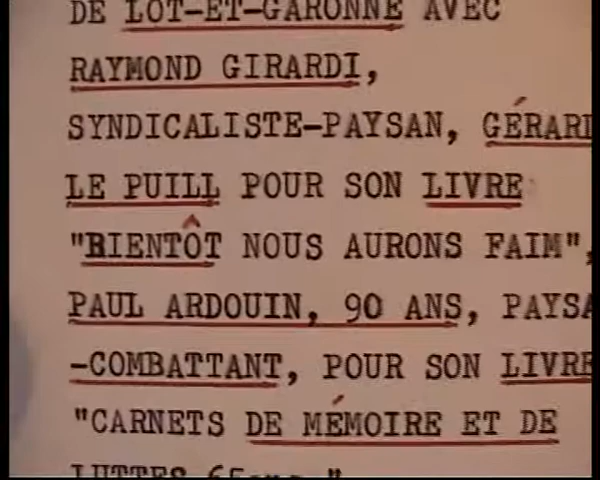 DE LOT-ET-GARONNE AVEC
RAYMOND GIRARDI,
SYNDICALISTE-PAYSAN, GÉRARD
LE PUILL POUR SON LIVRE
"BIENTÔT NOUS AURONS FAIM",
PAUL ARDOUIN, 90 ANS, PAYSA
-COMBATTANT, POUR SON LIVRE
"CARNETS DE MÉMOIRE ET DE
LUTTES